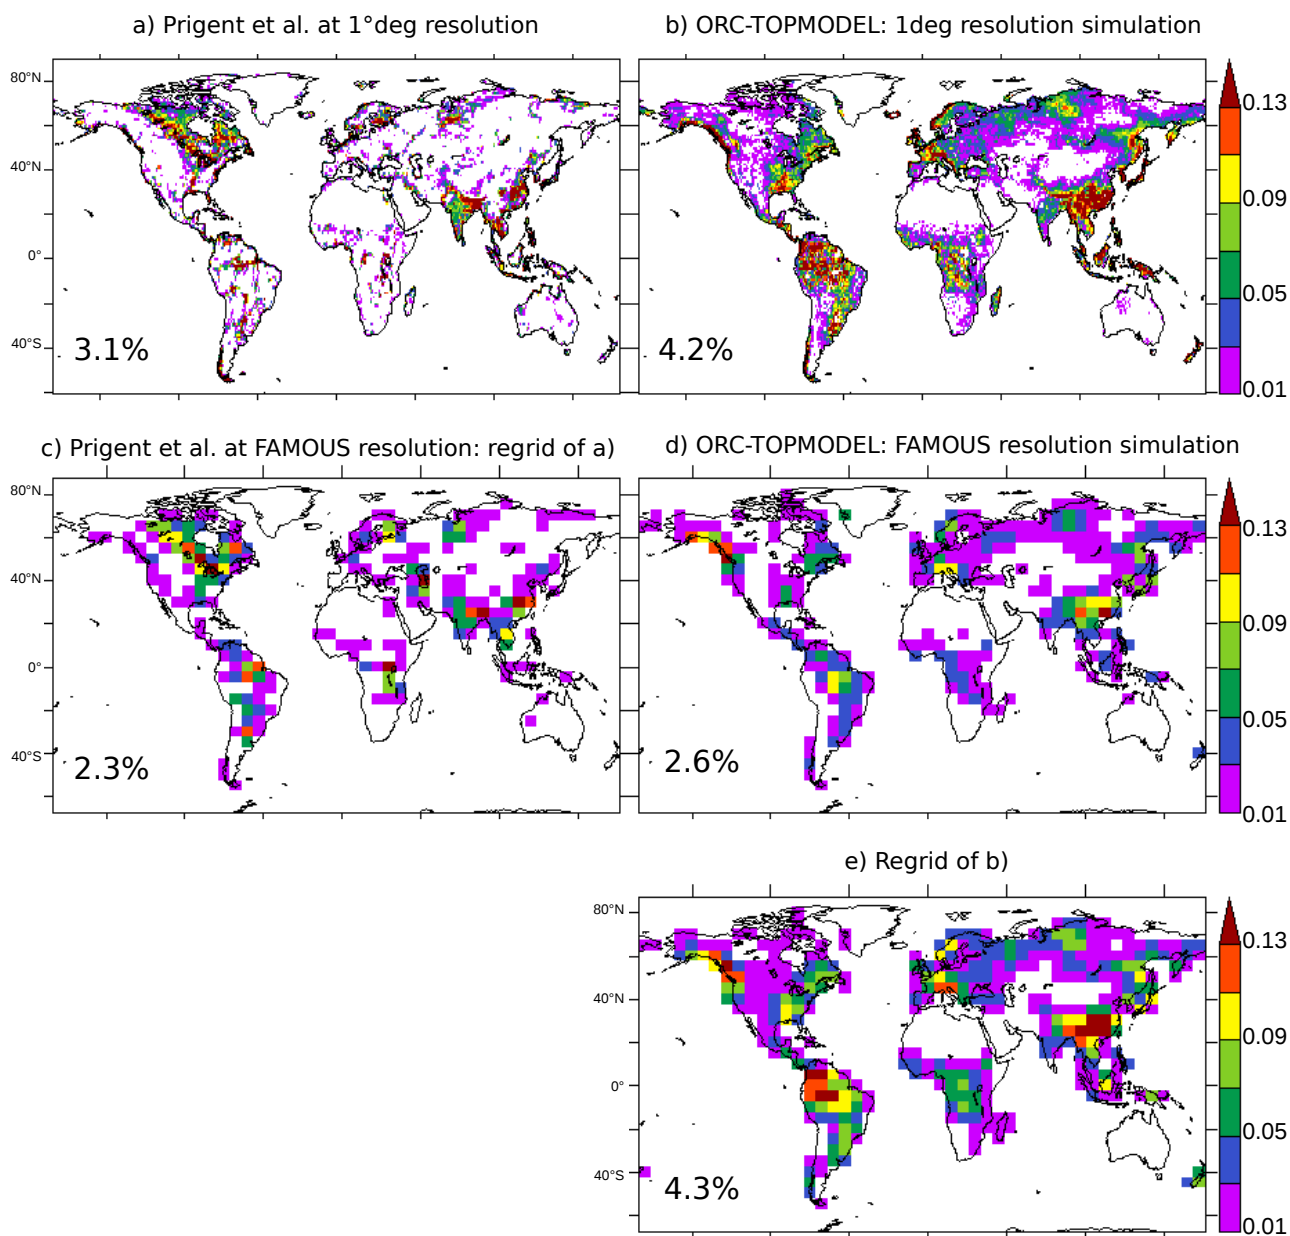 a) Prigent et al. at 1°deg resolution
b) ORC-TOPMODEL: 1deg resolution simulation
80°N
40°N
0°
40°S
3.1%
4.2%
0.13
0.09
0.05
0.01
c) Prigent et al. at FAMOUS resolution: regrid of a)
d) ORC-TOPMODEL: FAMOUS resolution simulation
80°N
40°N
0°
40°S
2.3%
2.6%
0.13
0.09
0.05
0.01
e) Regrid of b)
80°N
40°N
0°
40°S
4.3%
0.13
0.09
0.05
0.01